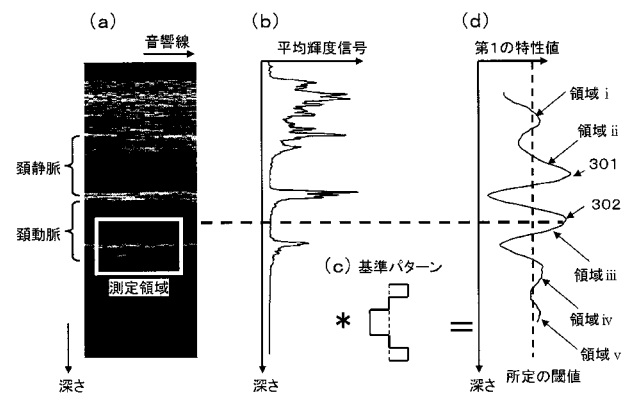 (a)
音響線
頚静脈
頚動脈
測定領域
深さ
(b)
平均輝度信号
深さ
(c) 基準パターン
*
=
(d)
第1の特性値
領域 i
領域 ii
301
302
領域 iii
領域 iv
領域 v
所定の閾値
深さ